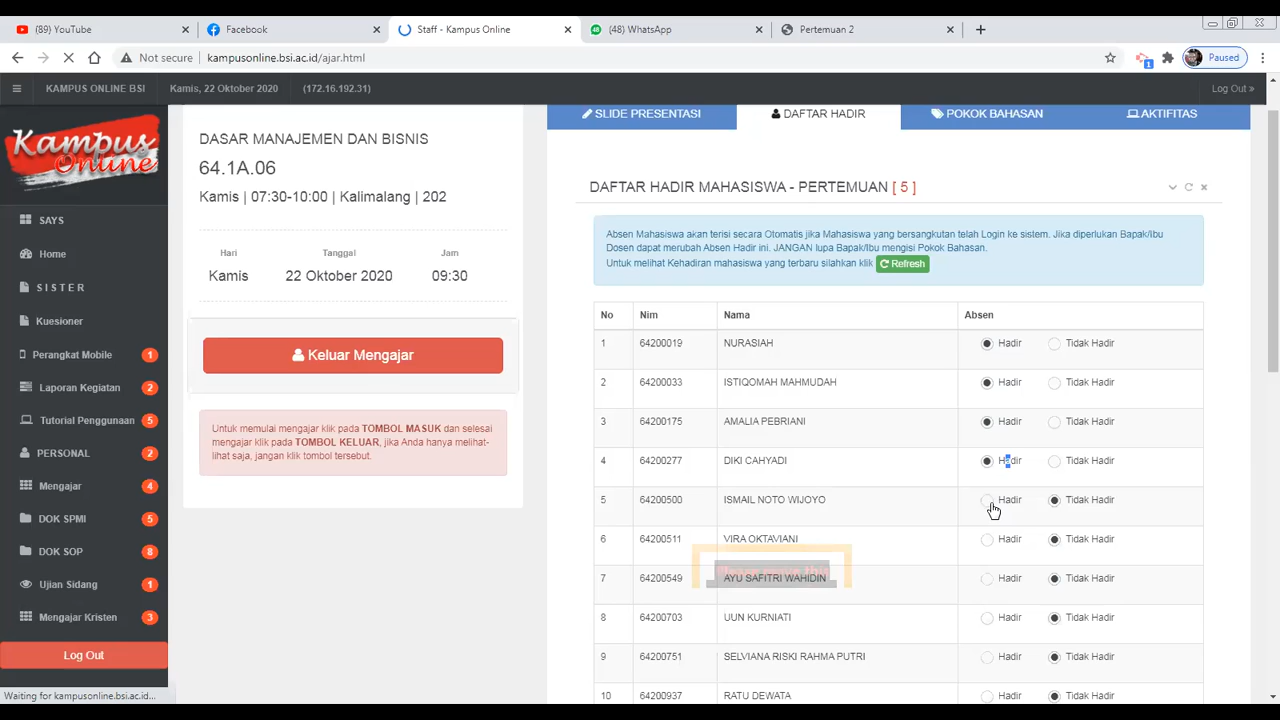 (89) YouTube
Facebook
Staff - Kampus Online
(48) WhatsApp
Pertemuan 2
Not secure
kampusonline.bsi.ac.id/ajar.html
1
Paused
KAMPUS ONLINE BSI
Kamis, 22 Oktober 2020
(172.16.192.31)
Log Out »
Kampus
Online
SAYS
Home
S I S T E R
Kuesioner
Perangkat Mobile 1
Laporan Kegiatan 2
Tutorial Penggunaan 5
PERSONAL 2
Mengajar 4
DOK SPMI 5
DOK SOP 8
Ujian Sidang 2
Mengajar Kristen 3
Log Out
Waiting for kampusonline.bsi.ac.id...
DASAR MANAJEMEN DAN BISNIS
64.1A.06
Kamis | 07:30-10:00 | Kalimalang | 202
Hari Tanggal Jam
Kamis 22 Oktober 2020 09:30
Keluar Mengajar
Untuk memulai mengajar klik pada TOMBOL MASUK dan selesai
mengajar klik pada TOMBOL KELUAR, jika Anda hanya melihat-
lihat saja, jangan klik tombol tersebut.
SLIDE PRESENTASI
DAFTAR HADIR
POKOK BAHASAN
AKTIFITAS
DAFTAR HADIR MAHASISWA - PERTEMUAN [ 5 ]
Absen Mahasiswa akan terisi secara Otomatis jika Mahasiswa yang bersangkutan telah Login ke sistem. Jika diperlukan Bapak/Ibu
Dosen dapat merubah Absen Hadir ini. JANGAN lupa Bapak/Ibu mengisi Pokok Bahasan.
Untuk melihat Kehadiran mahasiswa yang terbaru silahkan klik Refresh
No Nim Nama Absen
1 64200019 NURASIAH Hadir Tidak Hadir
2 64200033 ISTIQOMAH MAHMUDAH Hadir Tidak Hadir
3 64200175 AMALIA PEBRIANI Hadir Tidak Hadir
4 64200277 DIKI CAHYADI Hadir Tidak Hadir
5 64200500 ISMAIL NOTO WIJOYO Hadir Tidak Hadir
6 64200511 VIRA OKTAVIANI Hadir Tidak Hadir
7 64200549 AYU SAFITRI WAHIDIN Hadir Tidak Hadir
8 64200703 UUN KURNIATI Hadir Tidak Hadir
9 64200751 SELVIANA RISKI RAHMA PUTRI Hadir Tidak Hadir
10 64200937 RATU DEWATA Hadir Tidak Hadir